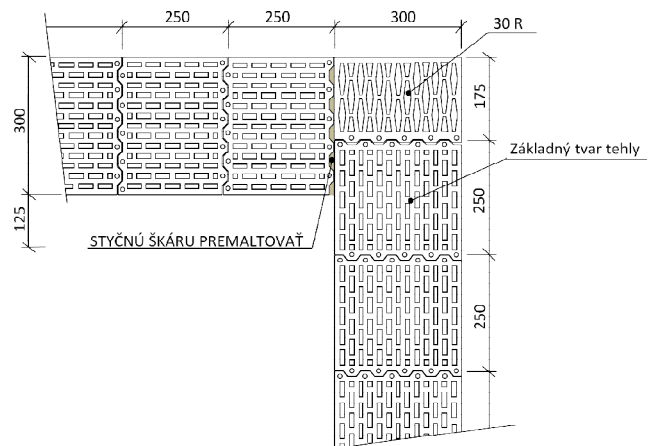 250
250
300
30 R
300
175
Základný tvar tehly
250
125
STYČNÚ ŠKÁRU PREMALTOVAŤ
250